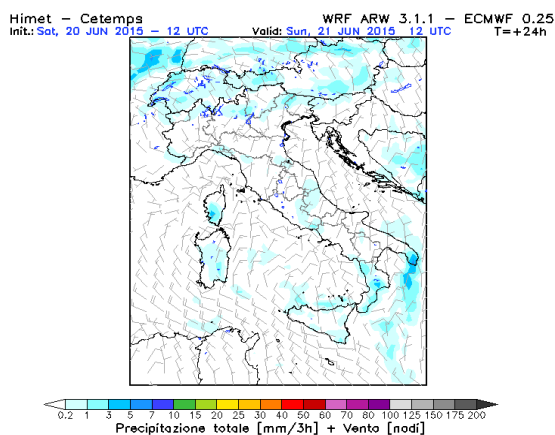 Himet – Cetemps WRF ARW 3.1.1 – ECMWF 0.25
Init.: Sat, 20 JUN 2015 – 12 UTC Valid: Sun, 21 JUN 2015 12 UTC T=+24h
0.2 1 3 5 7 10 15 20 25 30 40 50 60 70 80 100 125 150 175 200
Precipitazione totale [mm/3h] + Vento [nodi]